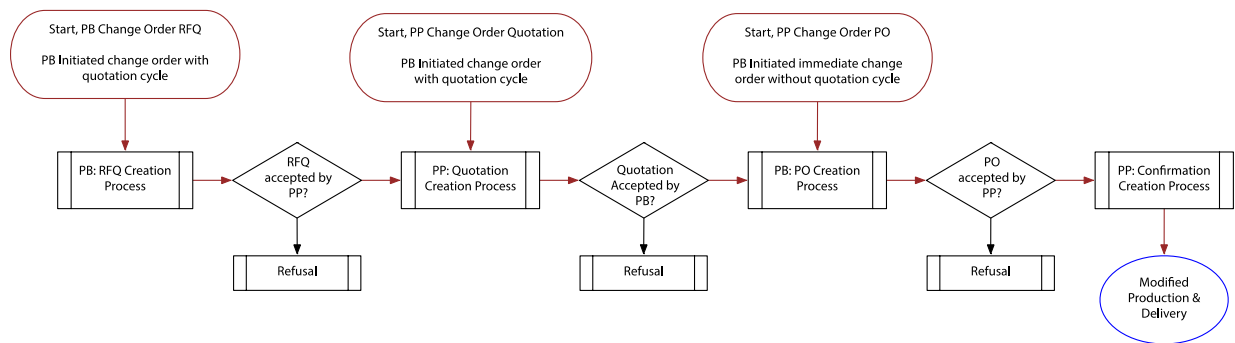 Start, PB Change Order RFQ
PB Initiated change order with
quotation cycle
Start, PP Change Order Quotation
PB Initiated change order
with quotation cycle
Start, PP Change Order PO
PB Initiated immediate change
order without quotation cycle
PB: RFQ Creation
Process
RFQ
accepted by
PP?
PP: Quotation
Creation Process
Quotation
Accepted by
PB?
PB: PO Creation
Process
PO
accepted by
PP?
PP: Confirmation
Creation Process
Refusal
Refusal
Refusal
Modified
Production &
Delivery